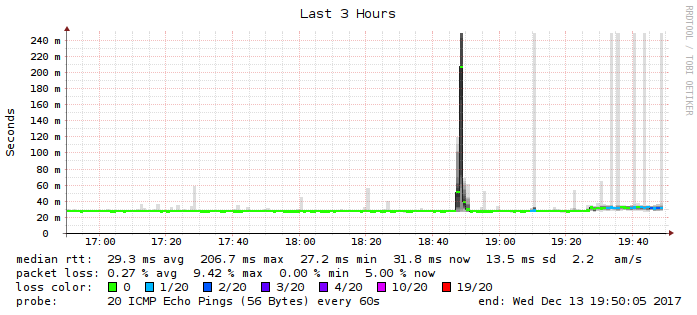 Last 3 Hours
RRDTOOL / TOBI OETIKER
Seconds
240 m
220 m
200 m
180 m
160 m
140 m
120 m
100 m
80 m
60 m
40 m
20 m
0
17:00 17:20 17:40 18:00 18:20 18:40 19:00 19:20 19:40
median rtt: 29.3 ms avg 206.7 ms max 27.2 ms min 31.8 ms now 13.5 ms sd 2.2 am/s
packet loss: 0.27 % avg 9.42 % max 0.00 % min 5.00 % now
loss color: 0 1/20 2/20 3/20 4/20 10/20 19/20
probe: 20 ICMP Echo Pings (56 Bytes) every 60s end: Wed Dec 13 19:50:05 2017